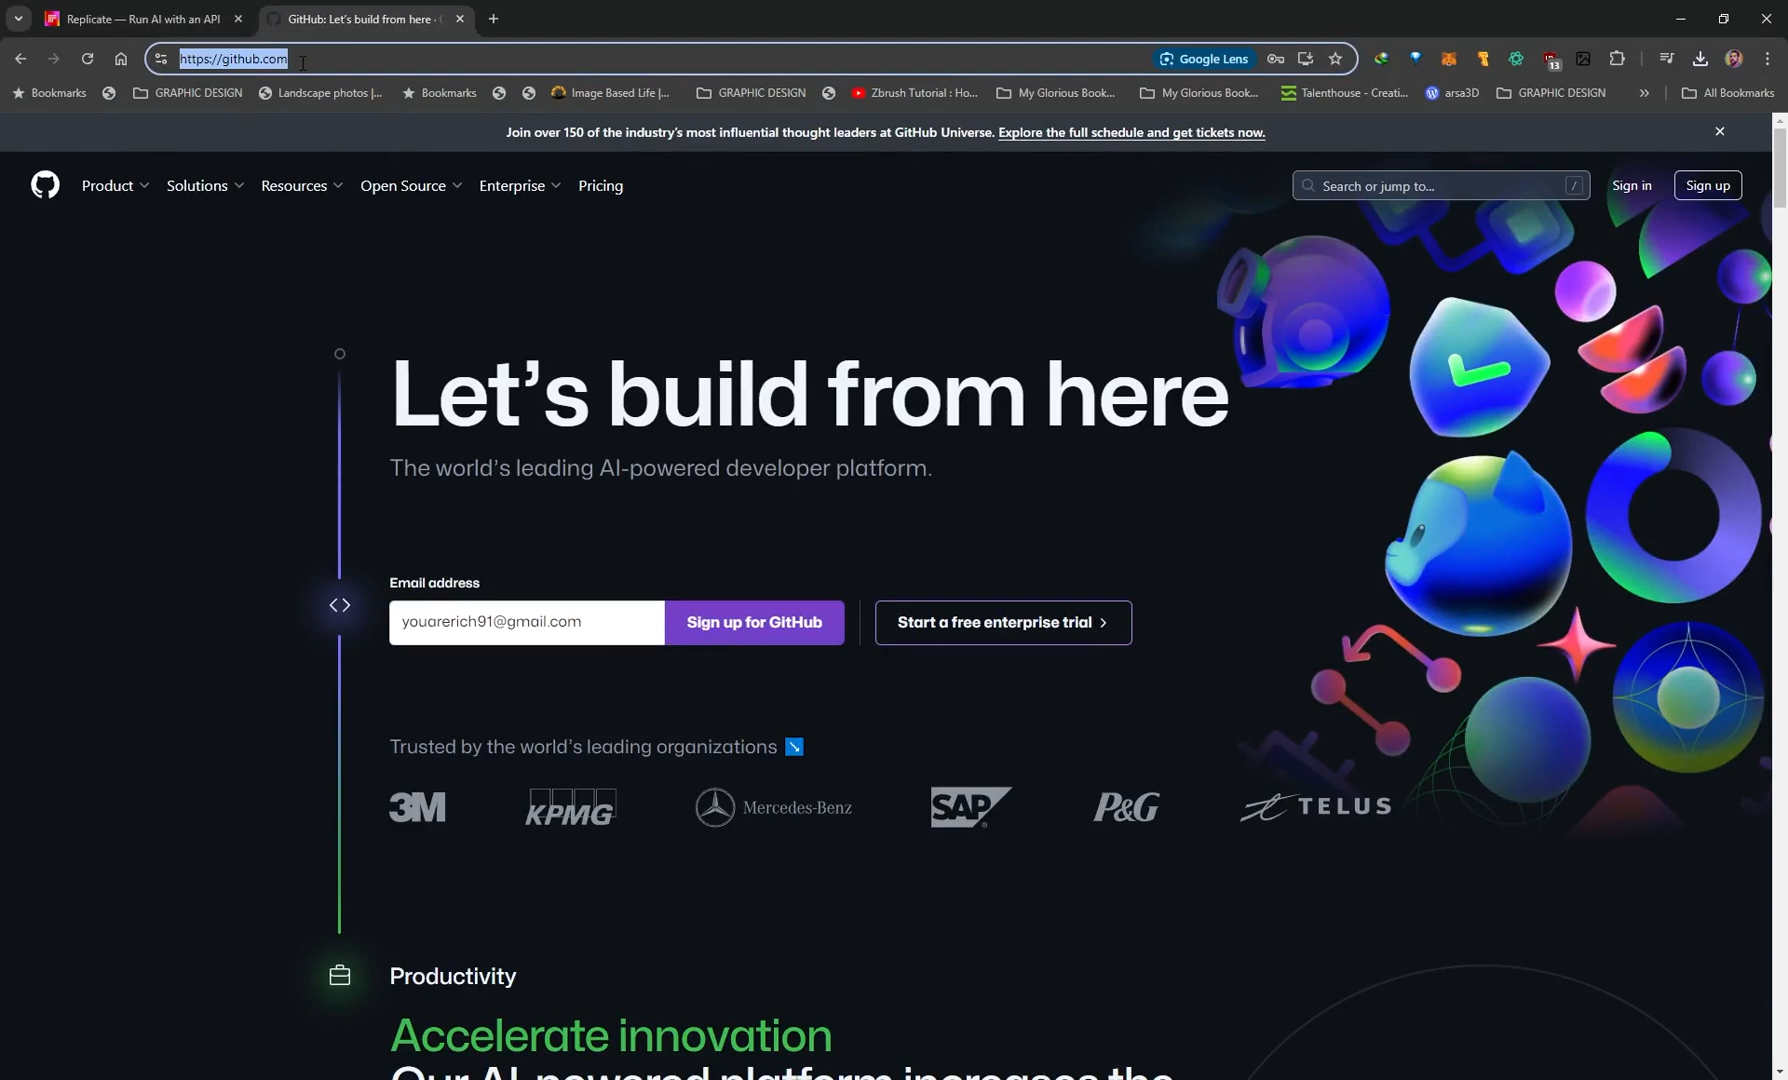 Replicate — Run AI with an API
GitHub: Let's build from here ·
https://github.com
Google Lens
13
Bookmarks
GRAPHIC DESIGN
Landscape photos |...
Bookmarks
Image Based Life |...
GRAPHIC DESIGN
Zbrush Tutorial : Ho...
My Glorious Book...
My Glorious Book...
Talenthouse - Creati...
arsa3D
GRAPHIC DESIGN
»
All Bookmarks
Join over 150 of the industry's most influential thought leaders at GitHub Universe. Explore the full schedule and get tickets now.
Product
Solutions
Resources
Open Source
Enterprise
Pricing
Search or jump to...
/
Sign in
Sign up
Let's build from here
The world's leading AI-powered developer platform.
Email address
youarerich91@gmail.com
Sign up for GitHub
Start a free enterprise trial
Trusted by the world's leading organizations
3M
KPMG
Mercedes-Benz
SAP
P&G
TELUS
Productivity
Accelerate innovation
Our AI-powered platform increases the